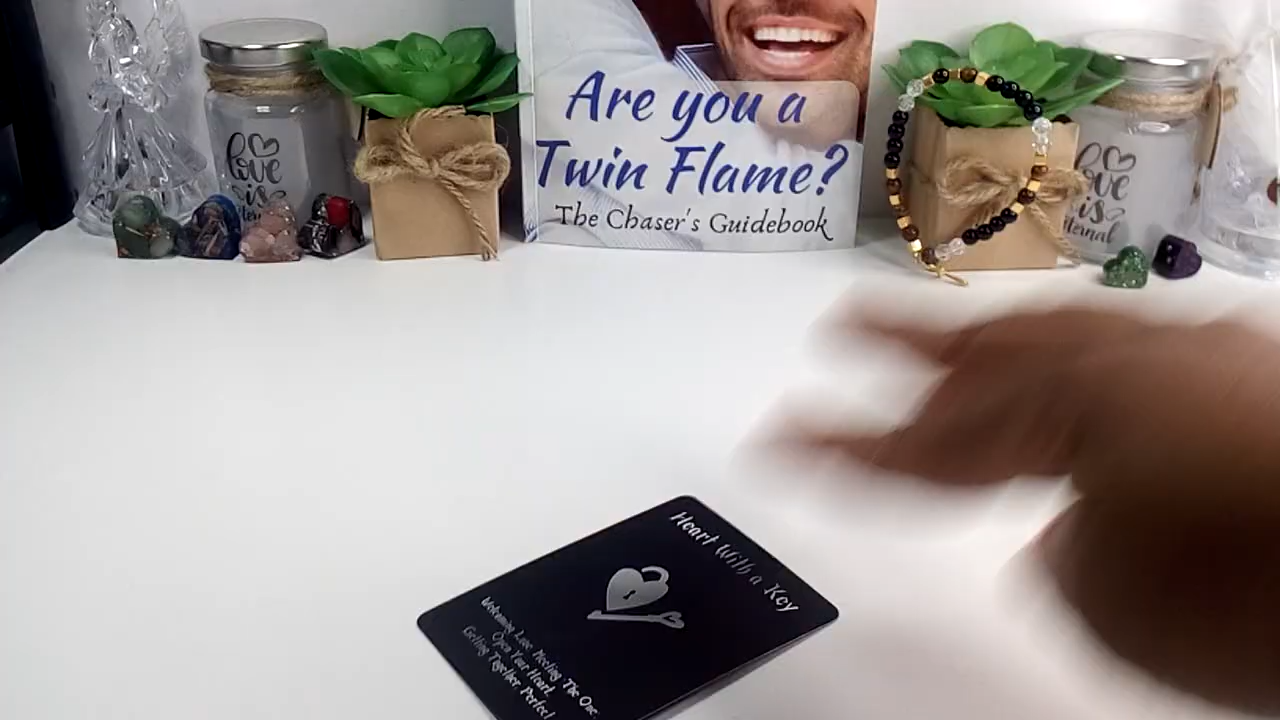 love
is
eternal
Are you a
Twin Flame?
The Chaser's Guidebook
love
is
eternal
Heart With a Key
Welcoming Love, Meeting The One,
Open Your Heart,
Getting Together, Perfect